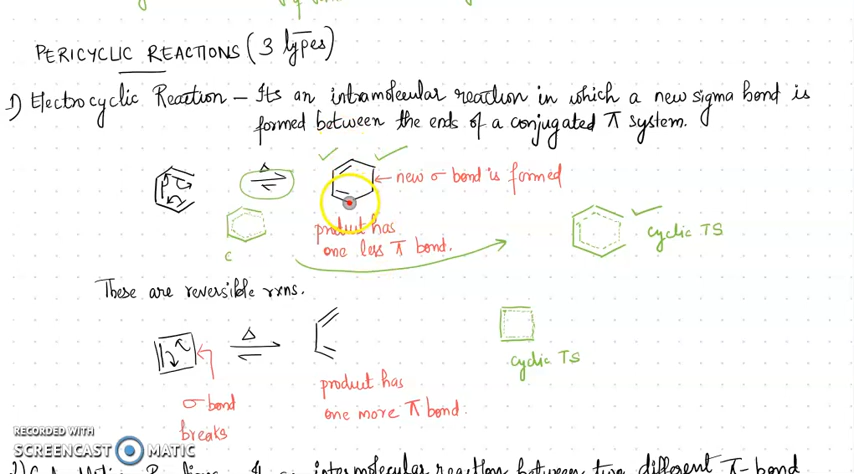 PERICYCLIC REACTIONS (3 types)
1) Electrocyclic Reaction – Its an intramolecular reaction in which a new sigma bond is
formed between the ends of a conjugated π system.
Δ
← new σ bond is formed
product has
one less π bond.
C
cyclic TS
These are reversible rxns.
Δ
σ bond
breaks
product has
one more π bond.
cyclic TS
RECORDED WITH
SCREENCAST MATIC
intermolecular reaction between two different π-bond